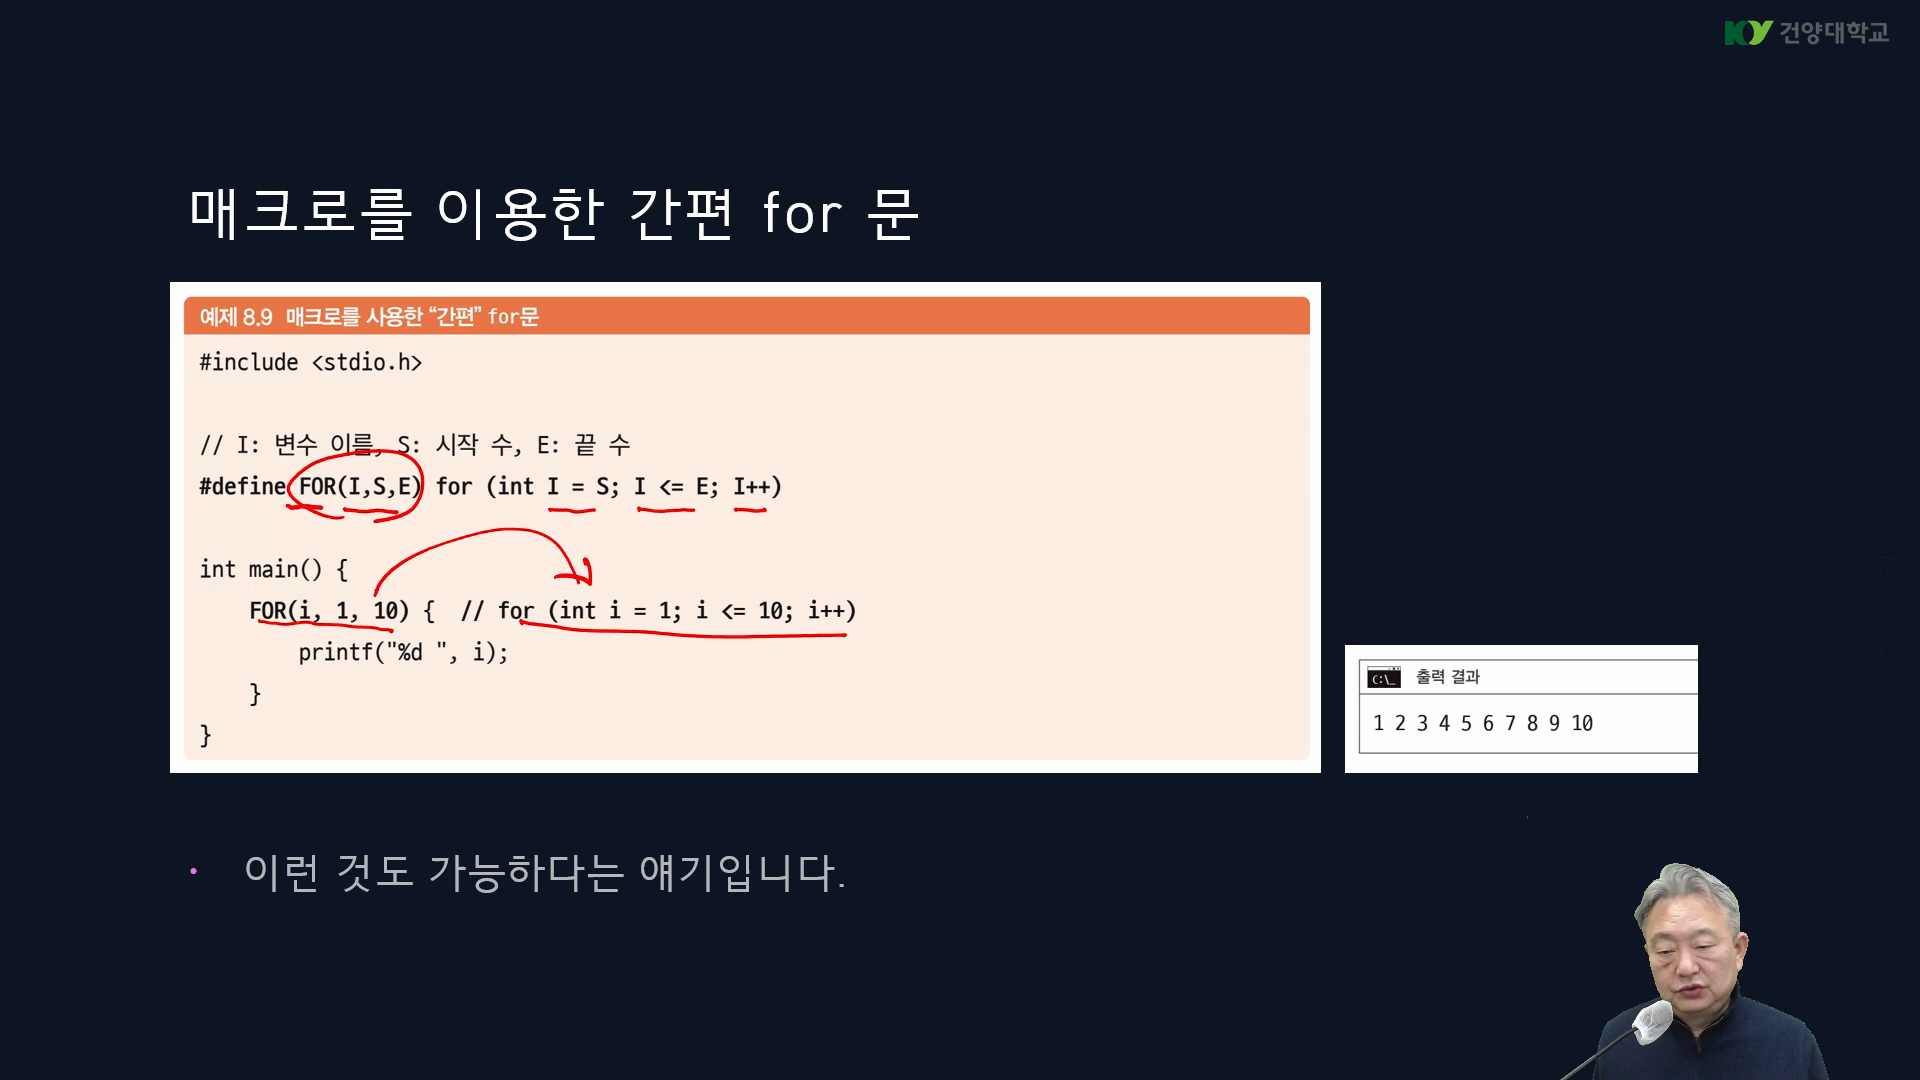 건양대학교
매크로를 이용한 간편 for 문
예제 8.9 매크로를 사용한 “간편” for문
#include <stdio.h>
// I: 변수 이름, S: 시작 수, E: 끝 수
#define FOR(I,S,E) for (int I = S; I <= E; I++)
int main() {
FOR(i, 1, 10) { // for (int i = 1; i <= 10; i++)
printf("%d ", i);
}
}
C:\_ 출력 결과
1 2 3 4 5 6 7 8 9 10
• 이런 것도 가능하다는 얘기입니다.